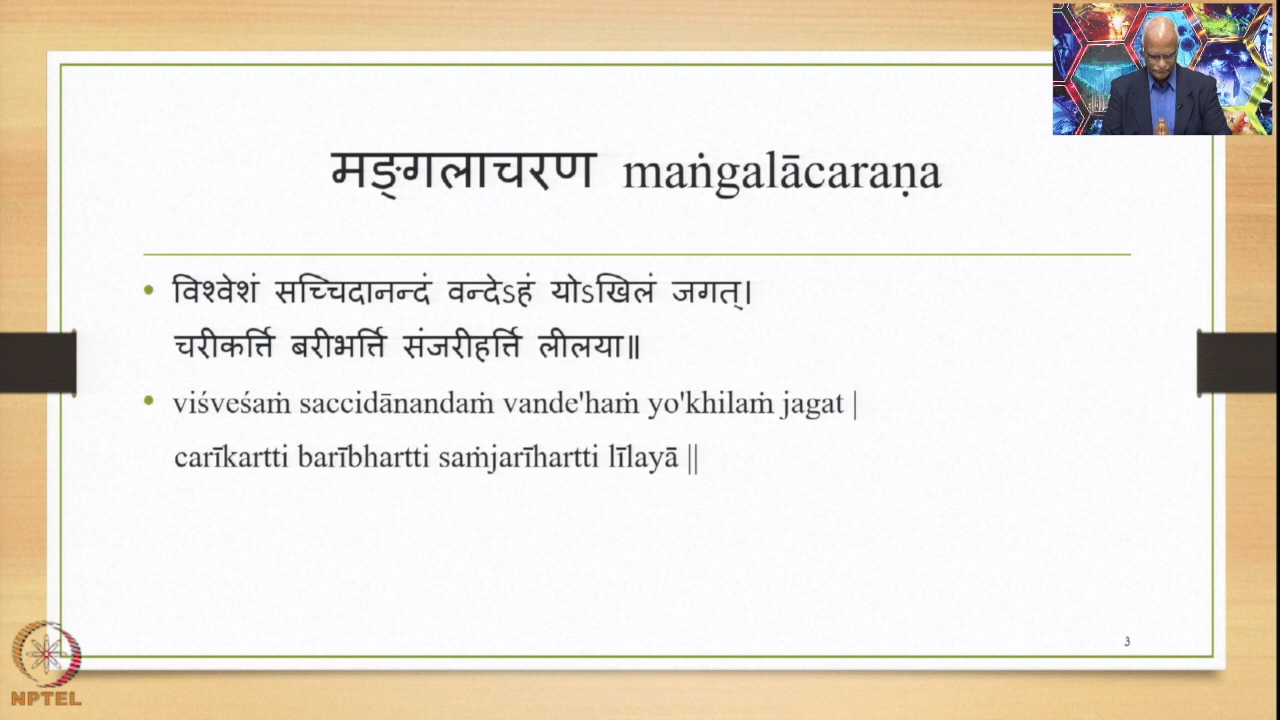 मङ्गलाचरण maṅgalācaraṇa
विश्वेशं सच्चिदानन्दं वन्देऽहं योऽखिलं जगत्।
चरीकर्त्ति बरीभर्त्ति संजरीहर्त्ति लीलया॥
viśveśaṁ saccidānandaṁ vande'haṁ yo'khilaṁ jagat |
carīkartti barībhartti saṁjarīhartti līlayā ||
3
NPTEL